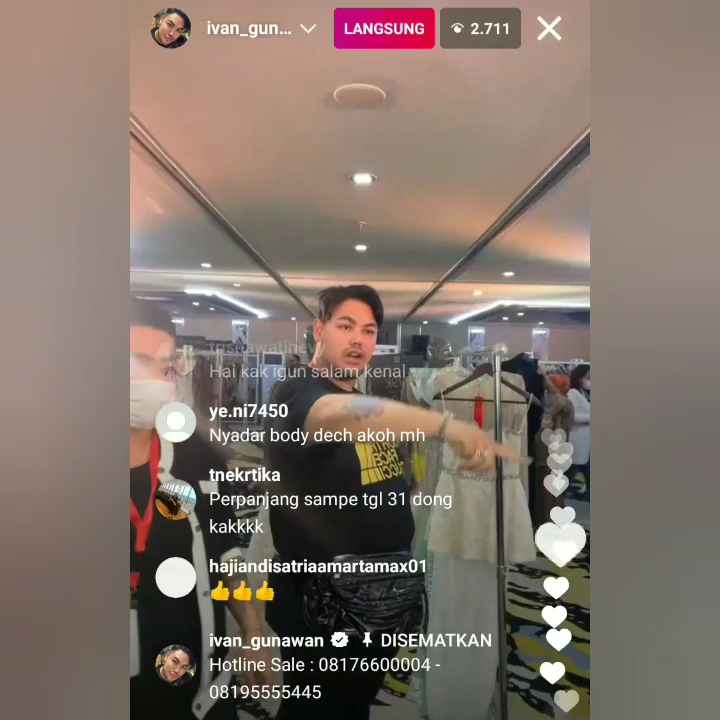 ivan_gun...
LANGSUNG
2.711
Hai kak igun salam kenal
ye.ni7450
Nyadar body dech akoh mh
tnekrtika
Perpanjang sampe tgl 31 dong
kakkkk
hajiandisatriaamartamax01
👍👍👍
ivan_gunawan DISEMATKAN
Hotline Sale : 08176600004 -
08195555445